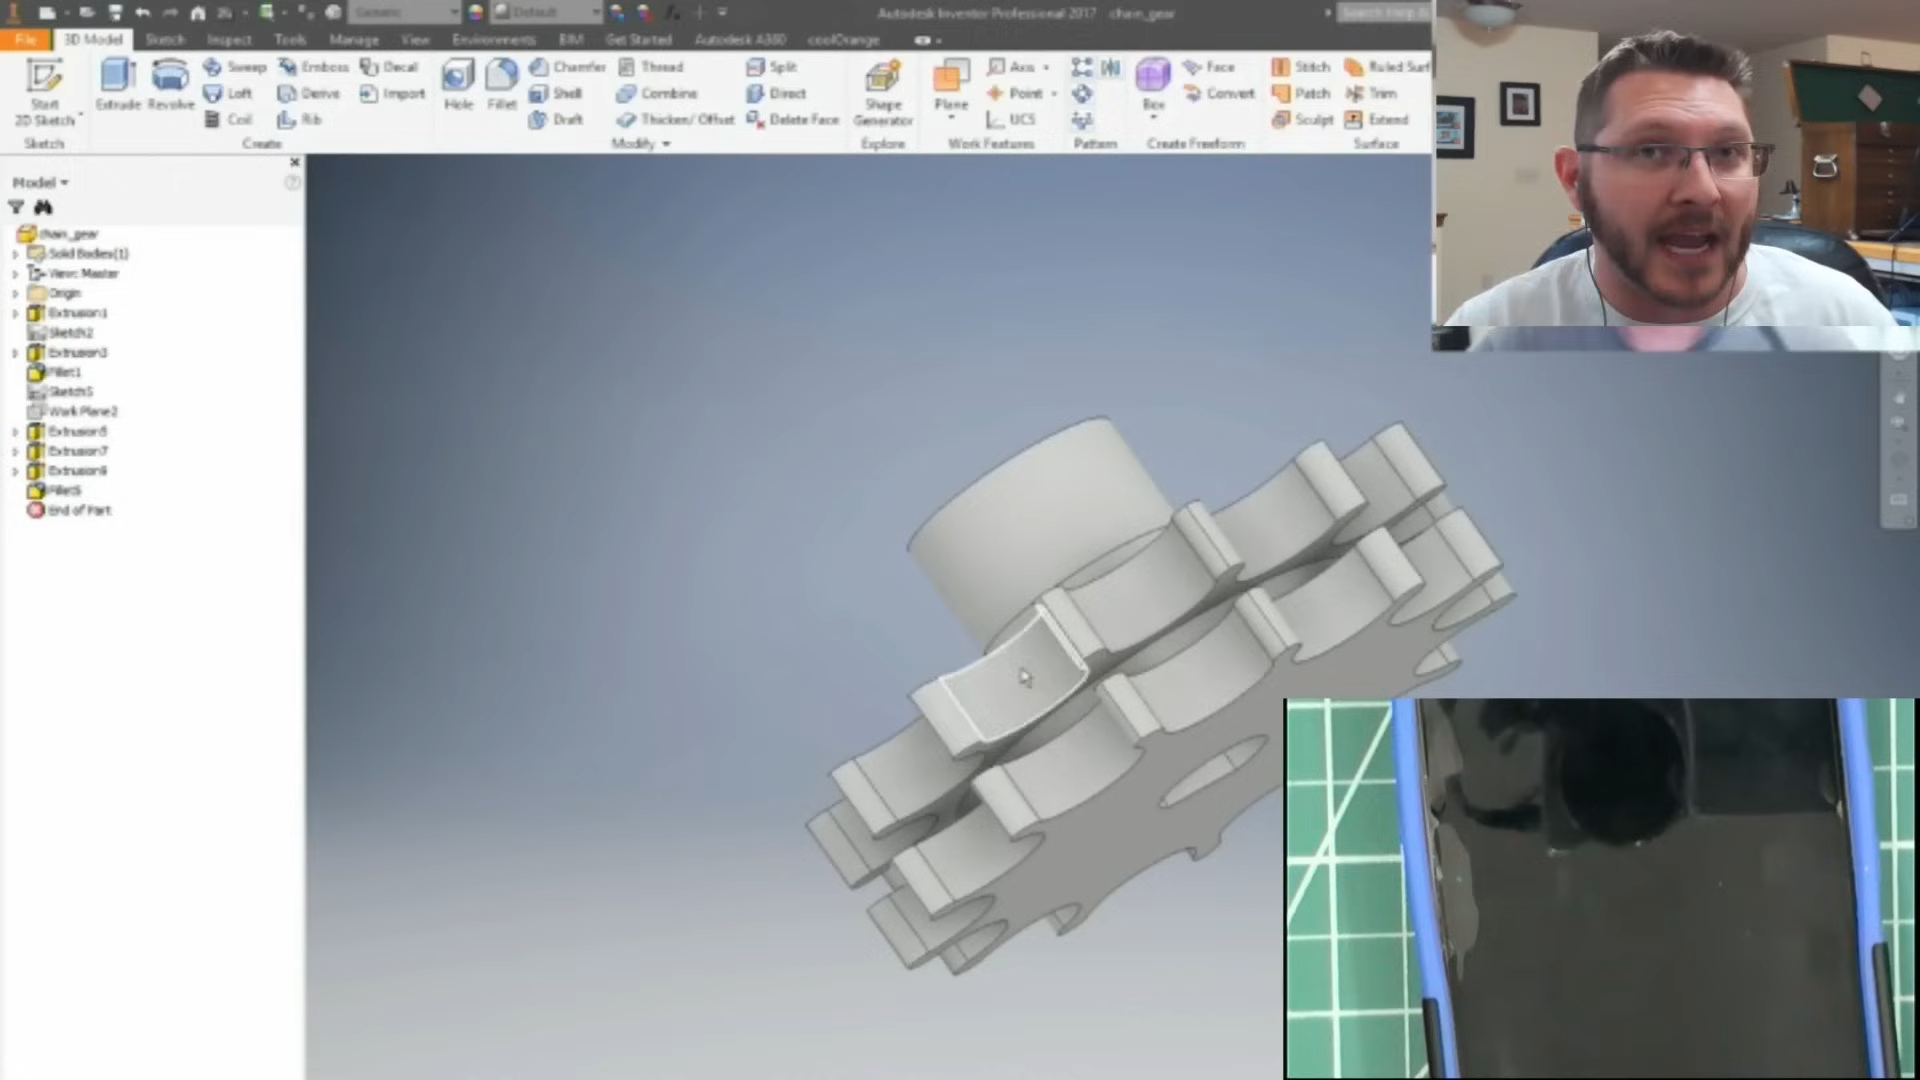 Generic Default Autodesk Inventor Professional 2017 chain_gear Search Help &
File 3D Model Sketch Inspect Tools Manage View Environments BIM Get Started Autodesk A360 coolOrange
Start 2D Sketch
Extrude Revolve Sweep Loft Coil Emboss Derive Rib Decal Import
Hole Fillet Chamfer Shell Draft Thread Combine Thicken/ Offset Split Direct Delete Face
Shape Generator
Plane Axis Point UCS
Box Face Convert
Stitch Patch Sculpt Ruled Surf Trim Extend
Sketch Create Modify Explore Work Features Pattern Create Freeform Surface
Model
chain_gear
Solid Bodies(1)
View: Master
Origin
Extrusion1
Sketch2
Extrusion3
Fillet1
Sketch5
Work Plane2
Extrusion7
End of Part